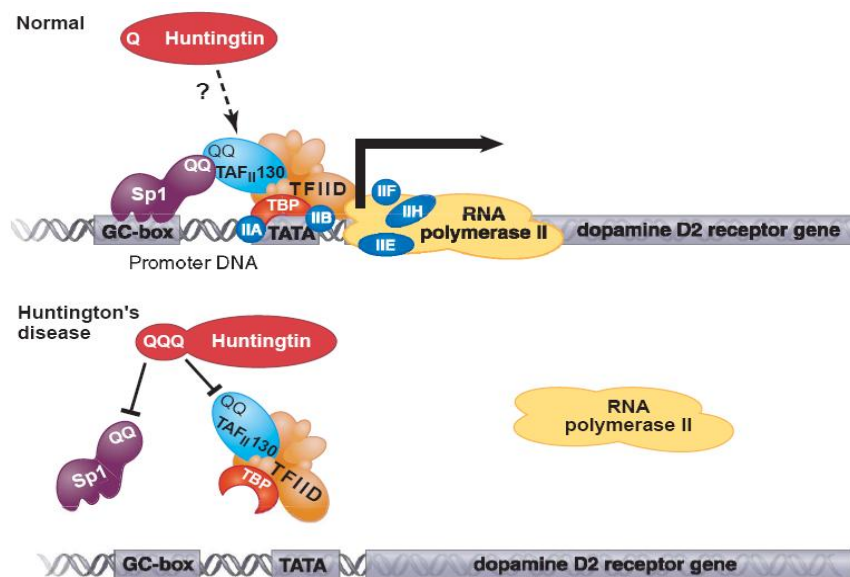 Normal
Q Huntingtin
?
QQ
QQ TAFII130
Sp1
TFIID
TBP
IIA
IIB
IIF
IIH
IIE
RNA
polymerase II
GC-box
TATA
dopamine D2 receptor gene
Promoter DNA
Huntington's
disease
QQQ Huntingtin
QQ
Sp1
QQ
TAFII130
TFIID
TBP
RNA
polymerase II
GC-box
TATA
dopamine D2 receptor gene